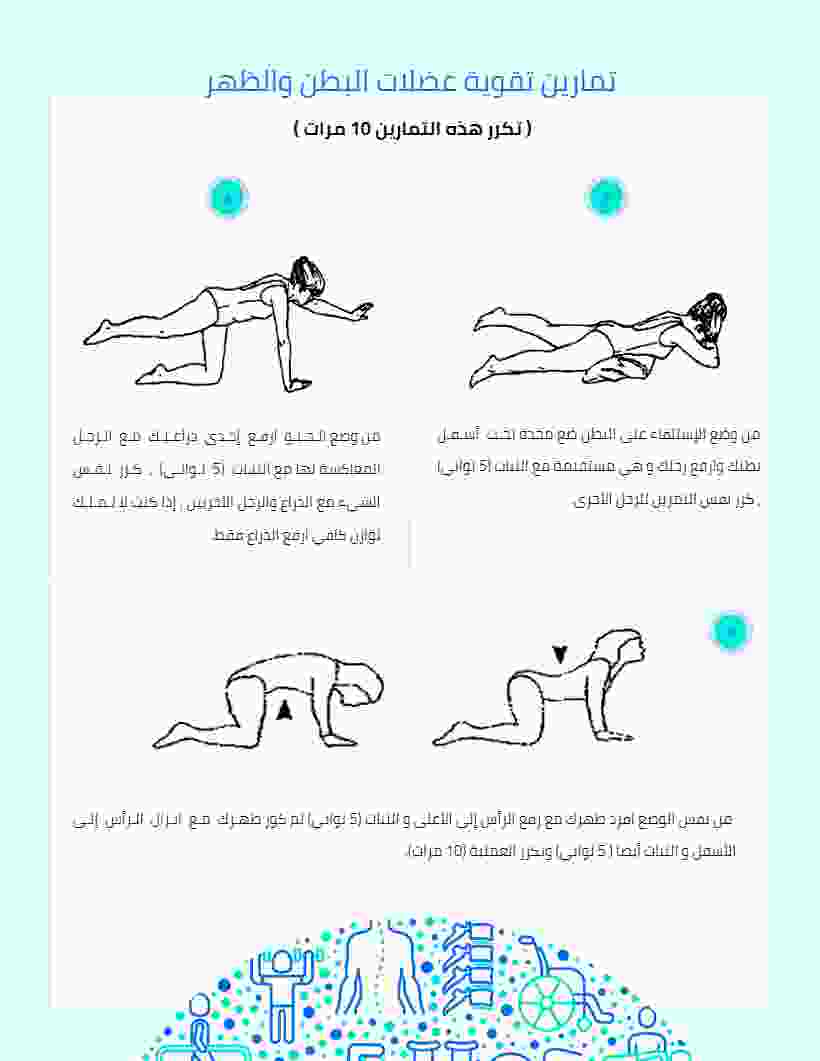 تمارين تقوية عضلات البطن والظهر
( تكرر هذه التمارين 10 مرات )
من وضع الإستلقاء على البطن ضع مخدة تحت أسفل
بطنك وارفع رجلك و هي مستقيمة مع الثبات (5 ثواني)
, كرر نفس التمرين للرجل الأخرى.
من وضع الحبو ارفع إحدى ذراعيك مع الرجل
المعاكسة لها مع الثبات (5 ثواني) , كرر نفس
الشيء مع الذراع والرجل الآخريين , إذا كنت لا تملك
توازن كافي ارفع الذراع فقط.
من نفس الوضع افرد ظهرك مع رفع الرأس إلى الأعلى و الثبات (5 ثواني) ثم كور ظهرك مع انزال الرأس إلى
الأسفل و الثبات أيضا ( 5 ثواني) وتكرر العملية (10 مرات).